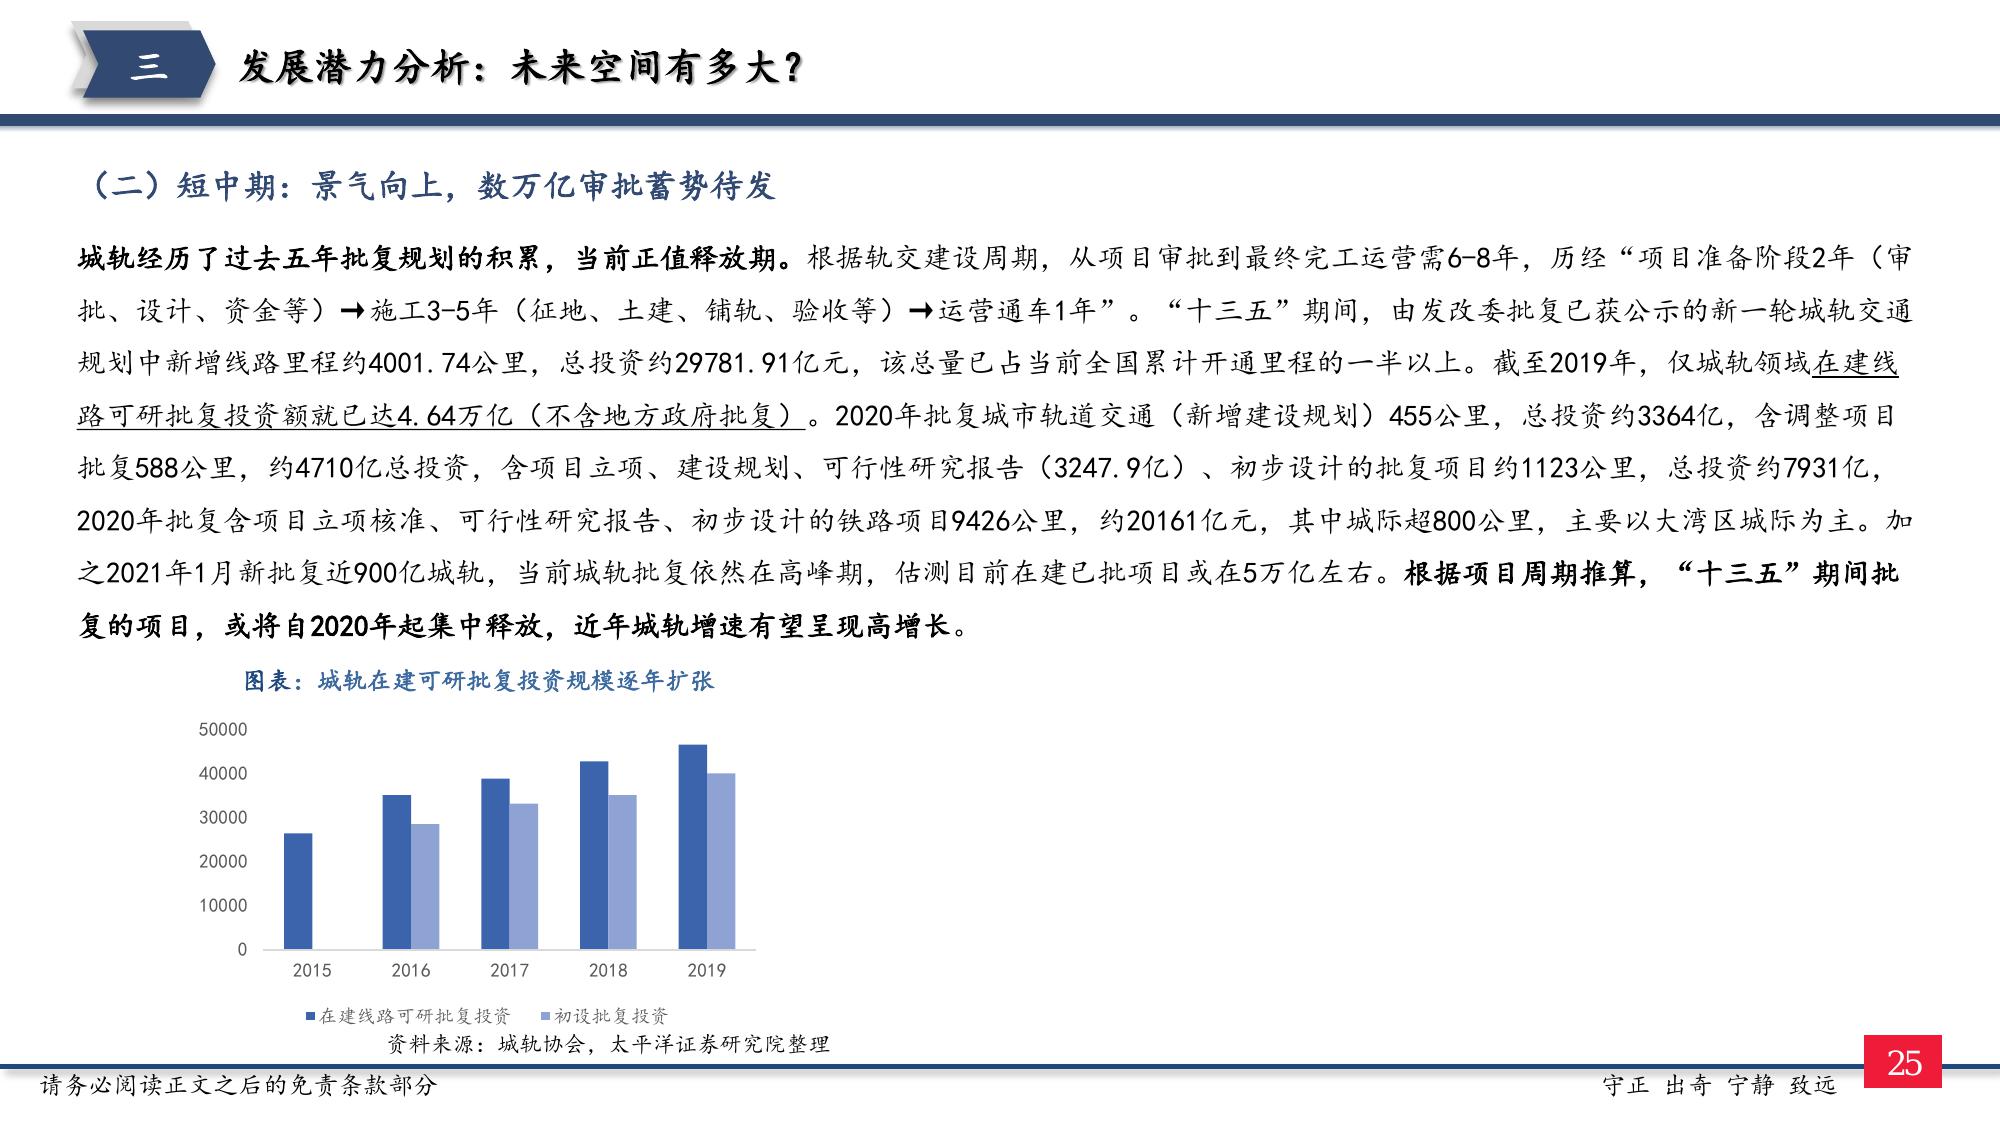 三
发展潜力分析：未来空间有多大？
（二）短中期：景气向上，数万亿审批蓄势待发
城轨经历了过去五年批复规划的积累，当前正值释放期。根据轨交建设周期，从项目审批到最终完工运营需6-8年，历经“项目准备阶段2年（审
批、设计、资金等）→施工3-5年（征地、土建、铺轨、验收等）→运营通车1年”。“十三五”期间，由发改委批复已获公示的新一轮城轨交通
规划中新增线路里程约4001.74公里，总投资约29781.91亿元，该总量已占当前全国累计开通里程的一半以上。截至2019年，仅城轨领域在建线
路可研批复投资额就已达4.64万亿（不含地方政府批复）。2020年批复城市轨道交通（新增建设规划）455公里，总投资约3364亿，含调整项目
批复588公里，约4710亿总投资，含项目立项、建设规划、可行性研究报告（3247.9亿）、初步设计的批复项目约1123公里，总投资约7931亿，
2020年批复含项目立项核准、可行性研究报告、初步设计的铁路项目9426公里，约20161亿元，其中城际超800公里，主要以大湾区城际为主。加
之2021年1月新批复近900亿城轨，当前城轨批复依然在高峰期，估测目前在建已批项目或在5万亿左右。根据项目周期推算，“十三五”期间批
复的项目，或将自2020年起集中释放，近年城轨增速有望呈现高增长。
图表：城轨在建可研批复投资规模逐年扩张
50000
40000
30000
20000
10000
0
2015 2016 2017 2018 2019
在建线路可研批复投资 初设批复投资
资料来源：城轨协会，太平洋证券研究院整理
请务必阅读正文之后的免责条款部分
守正 出奇 宁静 致远
25